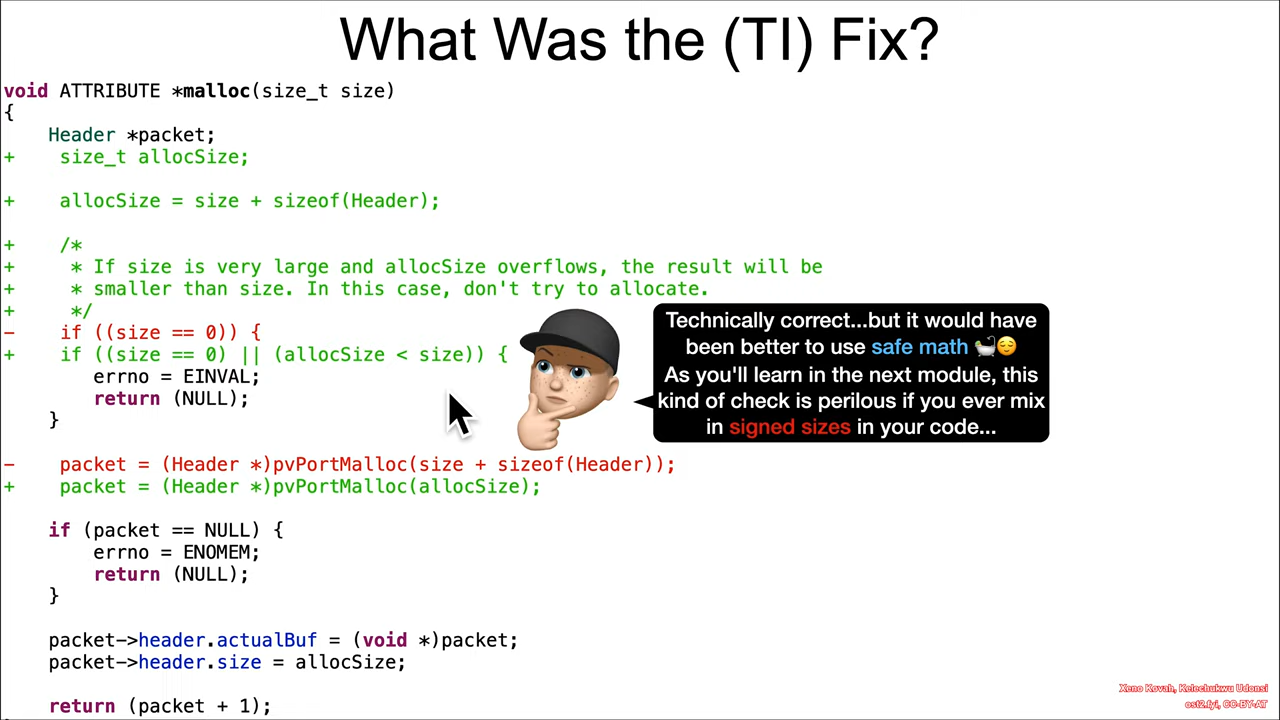 What Was the (TI) Fix?
void ATTRIBUTE *malloc(size_t size)
{
    Header *packet;
+    size_t allocSize;
+    allocSize = size + sizeof(Header);
+    /*
+     * If size is very large and allocSize overflows, the result will be
+     * smaller than size. In this case, don't try to allocate.
+     */
-    if ((size == 0)) {
+    if ((size == 0) || (allocSize < size)) {
        errno = EINVAL;
        return (NULL);
    }
-    packet = (Header *)pvPortMalloc(size + sizeof(Header));
+    packet = (Header *)pvPortMalloc(allocSize);
    if (packet == NULL) {
        errno = ENOMEM;
        return (NULL);
    }
    packet->header.actualBuf = (void *)packet;
    packet->header.size = allocSize;
    return (packet + 1);
Technically correct...but it would have
been better to use safe math 🛀😌
As you'll learn in the next module, this
kind of check is perilous if you ever mix
in signed sizes in your code...
Xeno Kovah, Kelechukwu Udonsi
ost2.fyi, CC-BY-AT